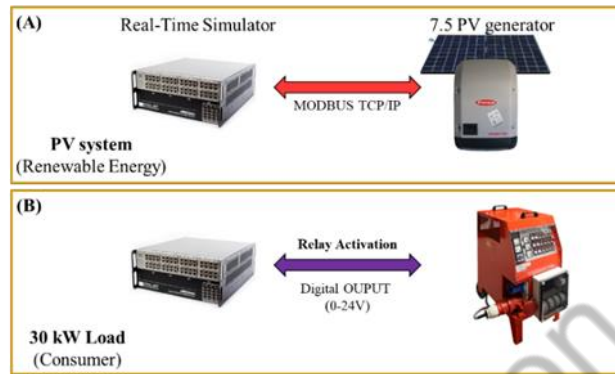 (A)
Real-Time Simulator
7.5 PV generator
MODBUS TCP/IP
PV system
(Renewable Energy)
(B)
Relay Activation
Digital OUPUT
(0-24V)
30 kW Load
(Consumer)